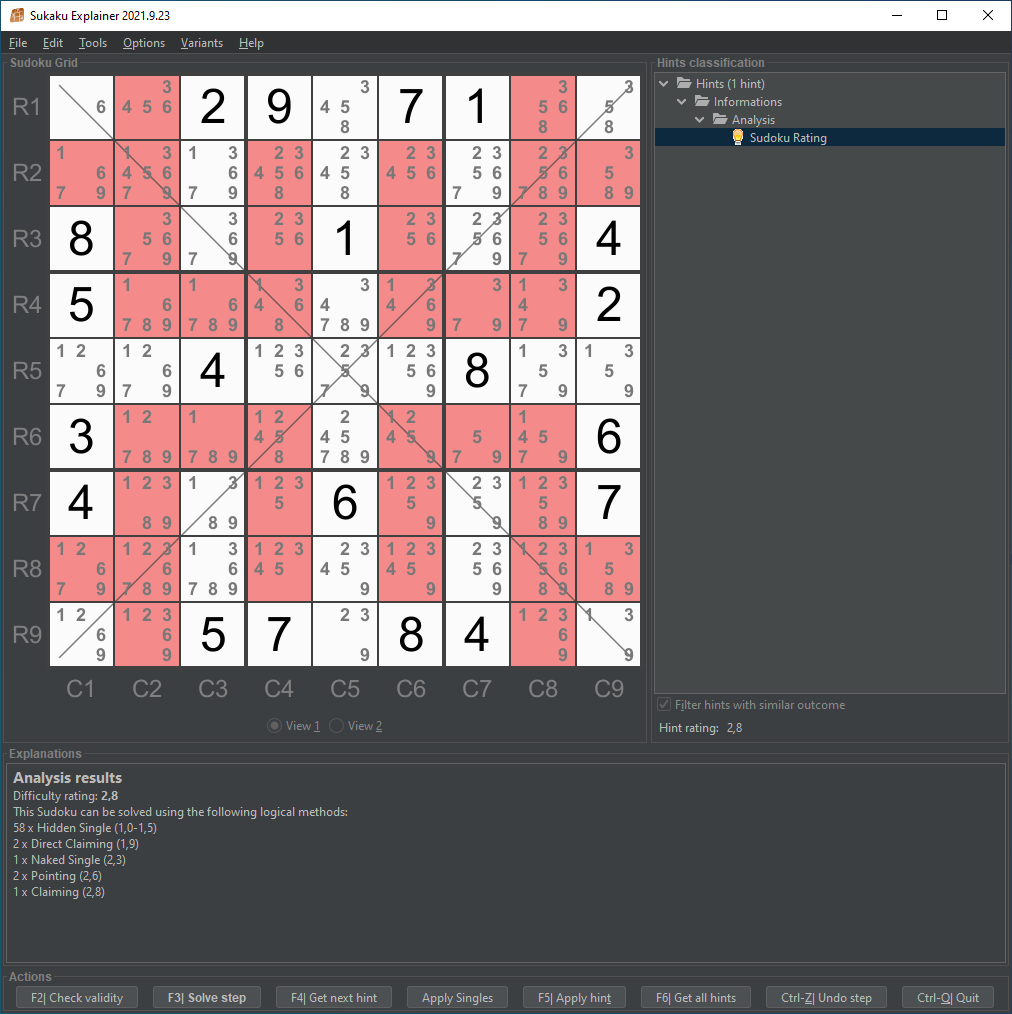 Sukaku Explainer 2021.9.23
File Edit Tools Options Variants Help
Sudoku Grid
3 3 3 3
R1 6 4 5 6 2 9 4 5 7 1 5 6 5
8 8 8
1 1 3 1 3 2 3 2 3 2 3 2 3 2 3 3
R2 6 4 5 6 6 4 5 6 4 5 4 5 6 5 6 5 6 5
7 9 7 9 7 9 8 8 7 9 7 8 9 8 9
3 3 2 3 2 3 2 3 2 3
R3 8 5 6 6 5 6 1 5 6 5 6 5 6 4
7 9 7 9 7 9 7 9
1 1 1 3 3 1 3 3 1 3
R4 5 6 6 4 6 4 4 6 4 2
7 8 9 7 8 9 8 7 8 9 9 7 9 7 9
1 2 1 2 1 2 3 2 3 1 2 3 1 3 1 3
R5 6 6 4 5 6 5 5 6 8 5 5
7 9 7 9 7 9 9 7 9 9
1 2 1 1 2 2 1 2 1
R6 3 4 5 4 5 4 5 5 4 5 6
7 8 9 7 8 9 8 7 8 9 9 7 9 7 9
1 2 3 1 3 1 2 3 1 2 3 2 3 1 2 3
R7 4 5 6 5 5 5 7
8 9 8 9 9 9 8 9
1 2 1 2 3 1 3 1 2 3 2 3 1 2 3 2 3 1 2 3 1 3
R8 6 6 6 4 5 4 5 4 5 5 6 5 6 5
7 9 7 8 9 7 8 9 9 9 9 8 9 8 9
1 2 1 2 3 2 3 1 2 3 1 3
R9 6 6 5 7 8 4 6
9 9 9 9 9
C1 C2 C3 C4 C5 C6 C7 C8 C9
View 1 View 2
Hints classification
Hints (1 hint)
Informations
Analysis
Sudoku Rating
Filter hints with similar outcome
Hint rating: 2,8
Explanations
Analysis results
Difficulty rating: 2,8
This Sudoku can be solved using the following logical methods:
58 x Hidden Single (1,0-1,5)
2 x Direct Claiming (1,9)
1 x Naked Single (2,3)
2 x Pointing (2,6)
1 x Claiming (2,8)
Actions
F2| Check validity F3| Solve step F4| Get next hint Apply Singles F5| Apply hint F6| Get all hints Ctrl-Z| Undo step Ctrl-Q| Quit